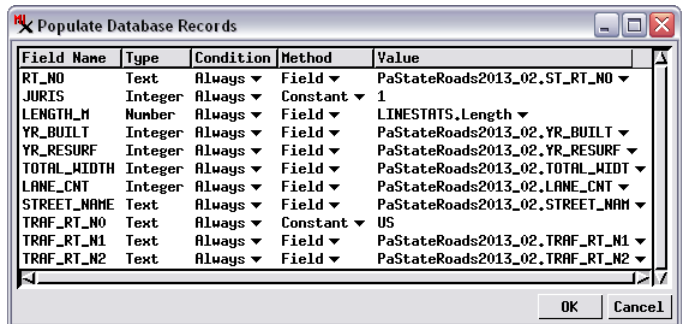 Populate Database Records
Field Name Type Condition Method Value
RT_NO Text Always Field PaStateRoads2013_02.ST_RT_NO
JURIS Integer Always Constant 1
LENGTH_M Number Always Field LINESTATS.Length
YR_BUILT Integer Always Field PaStateRoads2013_02.YR_BUILT
YR_RESURF Integer Always Field PaStateRoads2013_02.YR_RESURF
TOTAL_WIDTH Integer Always Field PaStateRoads2013_02.TOTAL_WIDT
LANE_CNT Integer Always Field PaStateRoads2013_02.LANE_CNT
STREET_NAME Text Always Field PaStateRoads2013_02.STREET_NAM
TRAF_RT_N0 Text Always Constant US
TRAF_RT_N1 Text Always Field PaStateRoads2013_02.TRAF_RT_N1
TRAF_RT_N2 Text Always Field PaStateRoads2013_02.TRAF_RT_N2
OK Cancel